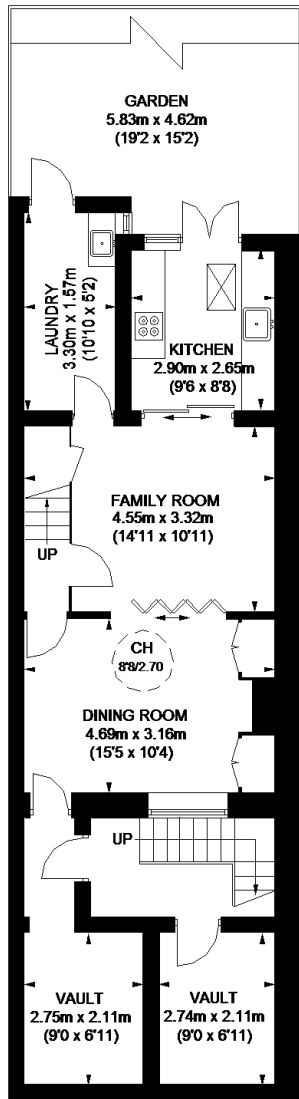 GARDEN
5.83m x 4.62m
(19'2 x 15'2)
LAUNDRY
3.30m x 1.57m
(10'10 x 5'2)
KITCHEN
2.90m x 2.65m
(9'6 x 8'8)
FAMILY ROOM
4.55m x 3.32m
(14'11 x 10'11)
UP
CH
8'8/2.70
DINING ROOM
4.69m x 3.16m
(15'5 x 10'4)
UP
VAULT
2.75m x 2.11m
(9'0 x 6'11)
VAULT
2.74m x 2.11m
(9'0 x 6'11)